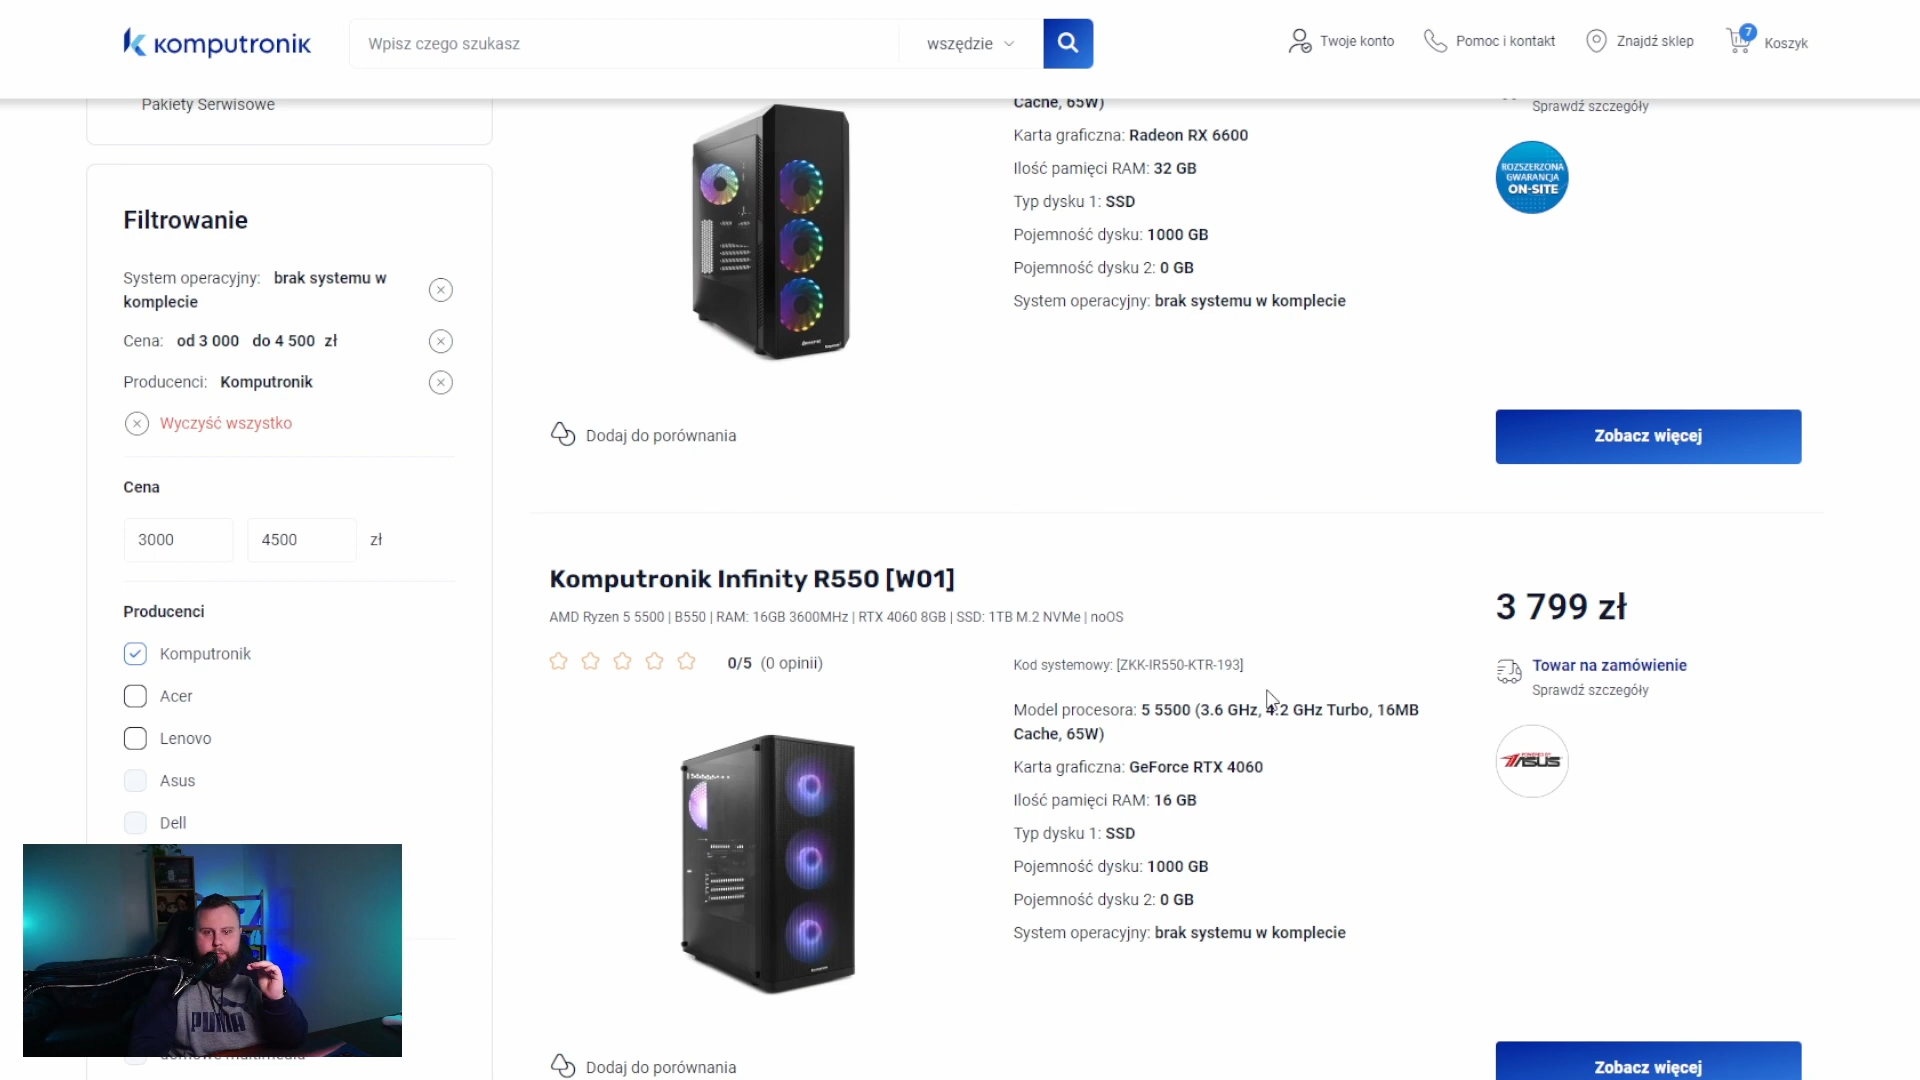 komputronik
Wpisz czego szukasz
wszędzie
Twoje konto
Pomoc i kontakt
Znajdź sklep
7
Koszyk
Pakiety Serwisowe
Filtrowanie
System operacyjny: brak systemu w
komplecie
Cena: od 3 000 do 4 500 zł
Producenci: Komputronik
Wyczyść wszystko
Cena
3000
4500
zł
Producenci
Komputronik
Acer
Lenovo
Asus
Dell
Cache, 65W)
Karta graficzna: Radeon RX 6600
Ilość pamięci RAM: 32 GB
Typ dysku 1: SSD
Pojemność dysku: 1000 GB
Pojemność dysku 2: 0 GB
System operacyjny: brak systemu w komplecie
Sprawdź szczegóły
ROZSZERZONA
GWARANCJA
ON-SITE
Dodaj do porównania
Zobacz więcej
Komputronik Infinity R550 [W01]
AMD Ryzen 5 5500 | B550 | RAM: 16GB 3600MHz | RTX 4060 8GB | SSD: 1TB M.2 NVMe | noOS
0/5 (0 opinii)
Kod systemowy: [ZKK-IR550-KTR-193]
Model procesora: 5 5500 (3.6 GHz, 4.2 GHz Turbo, 16MB
Cache, 65W)
Karta graficzna: GeForce RTX 4060
Ilość pamięci RAM: 16 GB
Typ dysku 1: SSD
Pojemność dysku: 1000 GB
Pojemność dysku 2: 0 GB
System operacyjny: brak systemu w komplecie
3 799 zł
Towar na zamówienie
Sprawdź szczegóły
POWERED BY
ASUS
Dodaj do porównania
Zobacz więcej
PUMA